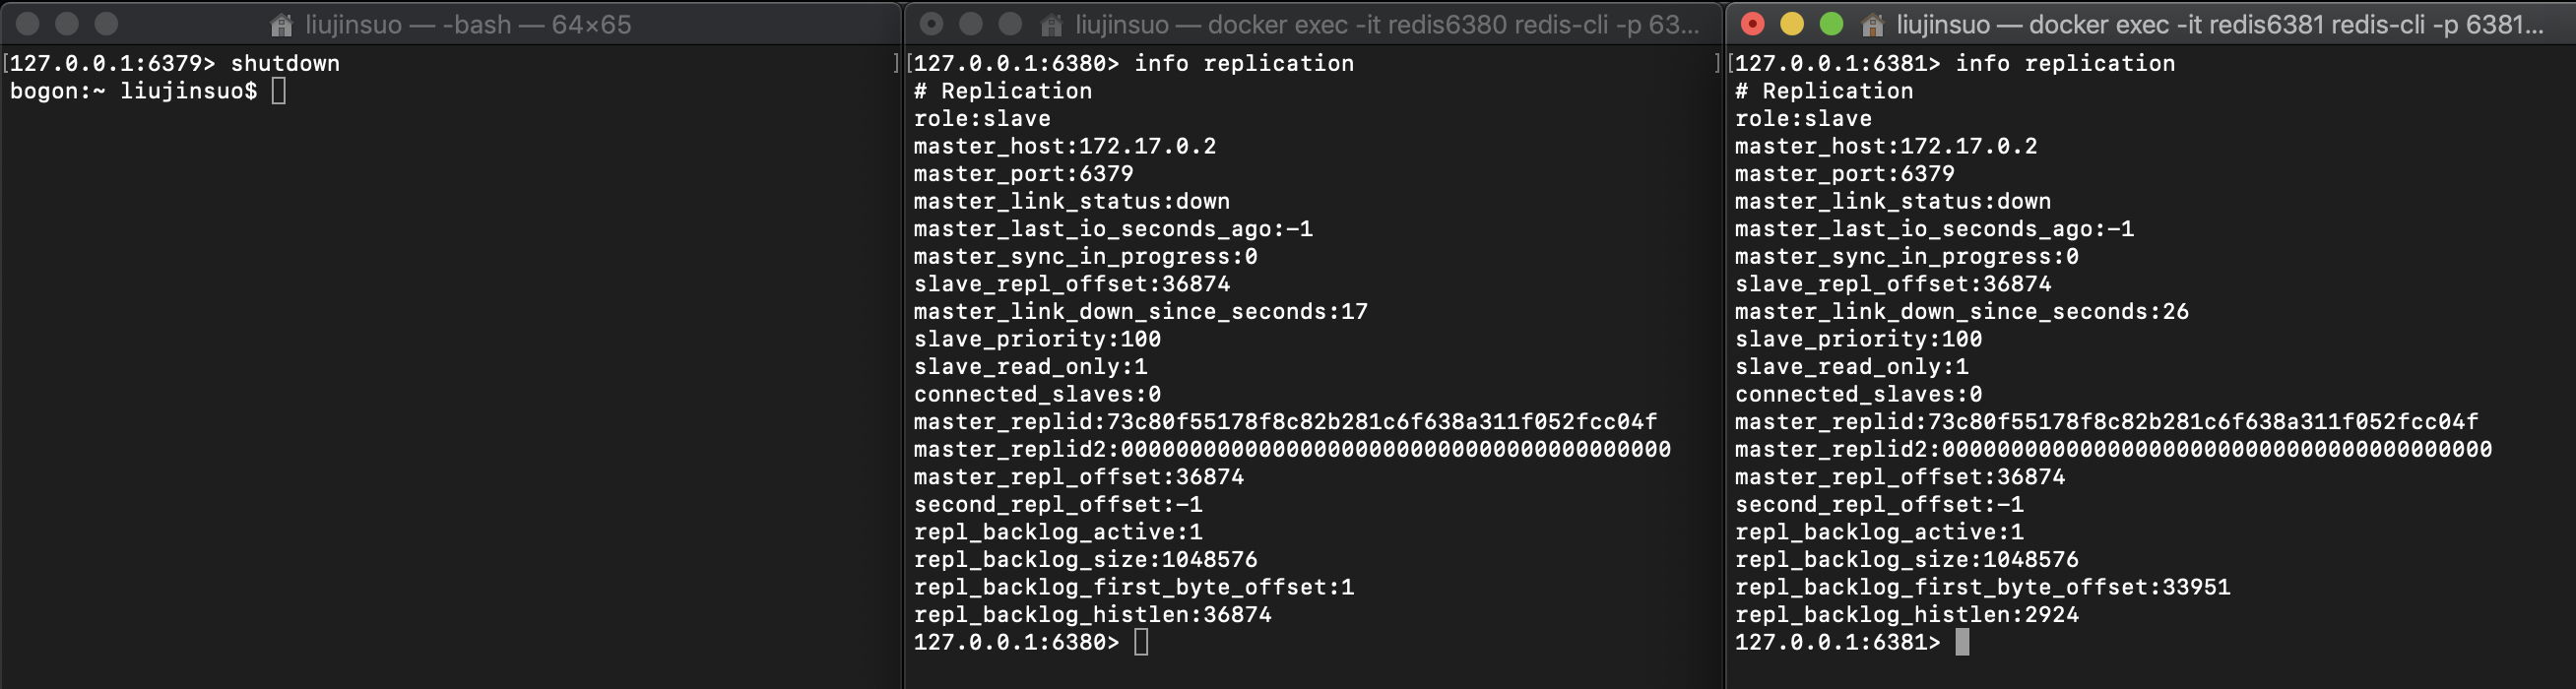 liujinsuo — -bash — 64×65
[127.0.0.1:6379> shutdown ]
bogon:~ liujinsuo$
liujinsuo — docker exec -it redis6380 redis-cli -p 63...
[127.0.0.1:6380> info replication ]
# Replication
role:slave
master_host:172.17.0.2
master_port:6379
master_link_status:down
master_last_io_seconds_ago:-1
master_sync_in_progress:0
slave_repl_offset:36874
master_link_down_since_seconds:17
slave_priority:100
slave_read_only:1
connected_slaves:0
master_replid:73c80f55178f8c82b281c6f638a311f052fcc04f
master_replid2:0000000000000000000000000000000000000000
master_repl_offset:36874
second_repl_offset:-1
repl_backlog_active:1
repl_backlog_size:1048576
repl_backlog_first_byte_offset:1
repl_backlog_histlen:36874
127.0.0.1:6380>
liujinsuo — docker exec -it redis6381 redis-cli -p 6381...
[127.0.0.1:6381> info replication
# Replication
role:slave
master_host:172.17.0.2
master_port:6379
master_link_status:down
master_last_io_seconds_ago:-1
master_sync_in_progress:0
slave_repl_offset:36874
master_link_down_since_seconds:26
slave_priority:100
slave_read_only:1
connected_slaves:0
master_replid:73c80f55178f8c82b281c6f638a311f052fcc04f
master_replid2:0000000000000000000000000000000000000000
master_repl_offset:36874
second_repl_offset:-1
repl_backlog_active:1
repl_backlog_size:1048576
repl_backlog_first_byte_offset:33951
repl_backlog_histlen:2924
127.0.0.1:6381>